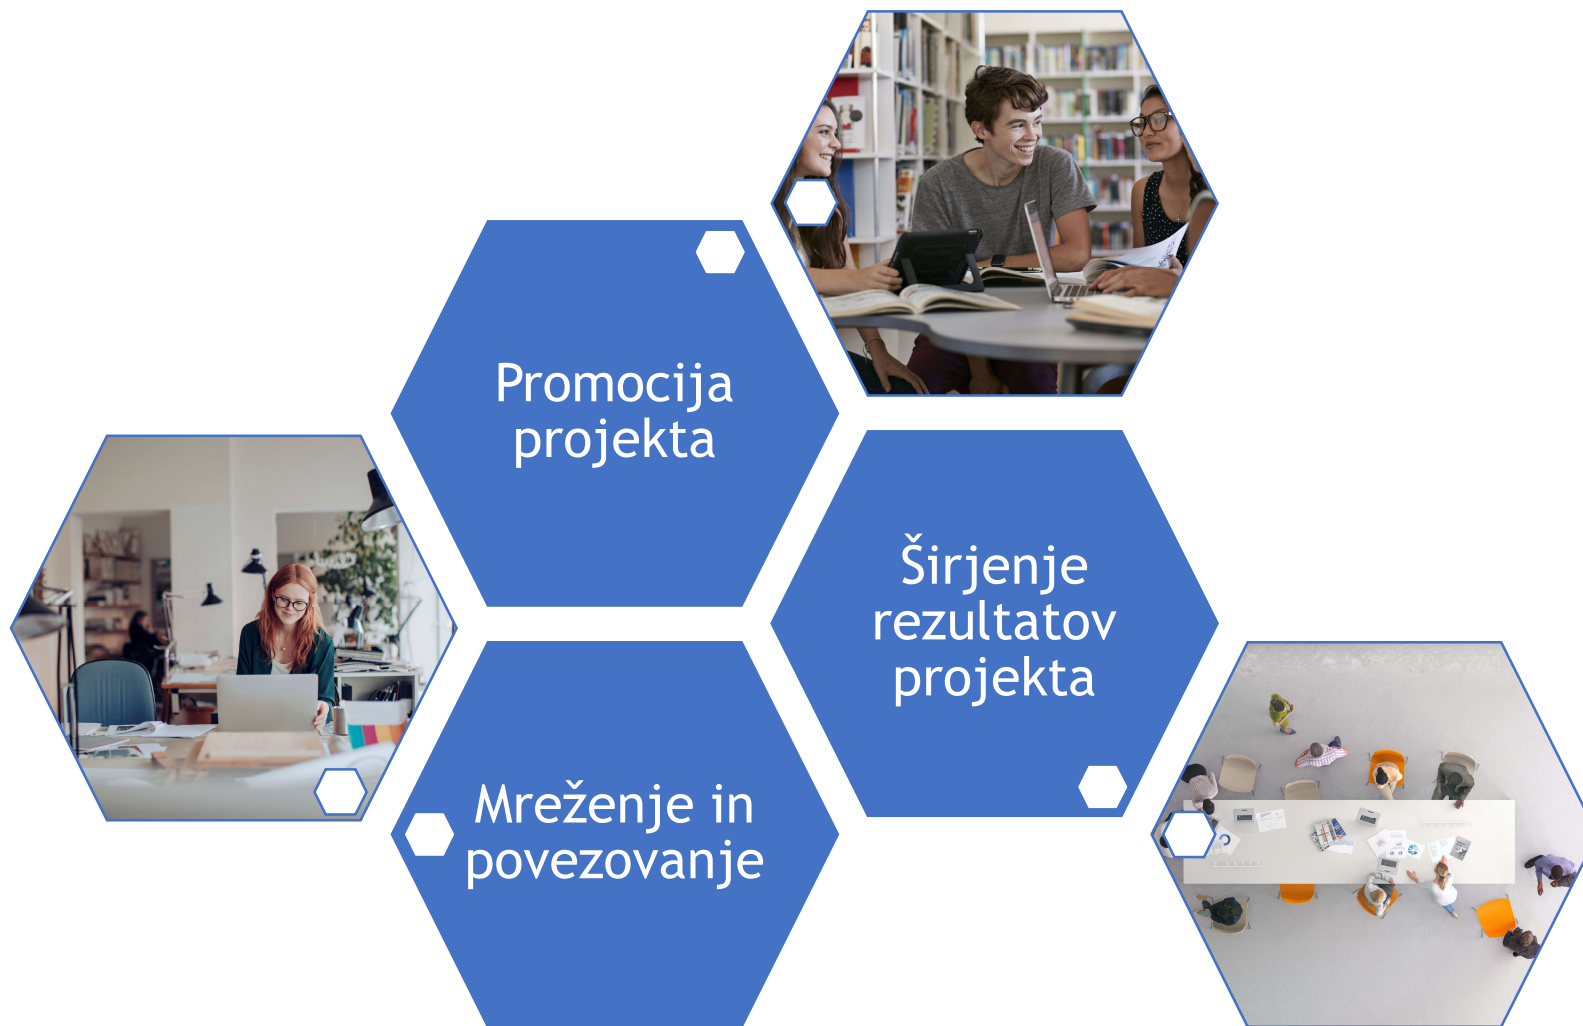 Promocija
projekta
Širjenje
rezultatov
projekta
Mreženje in
povezovanje